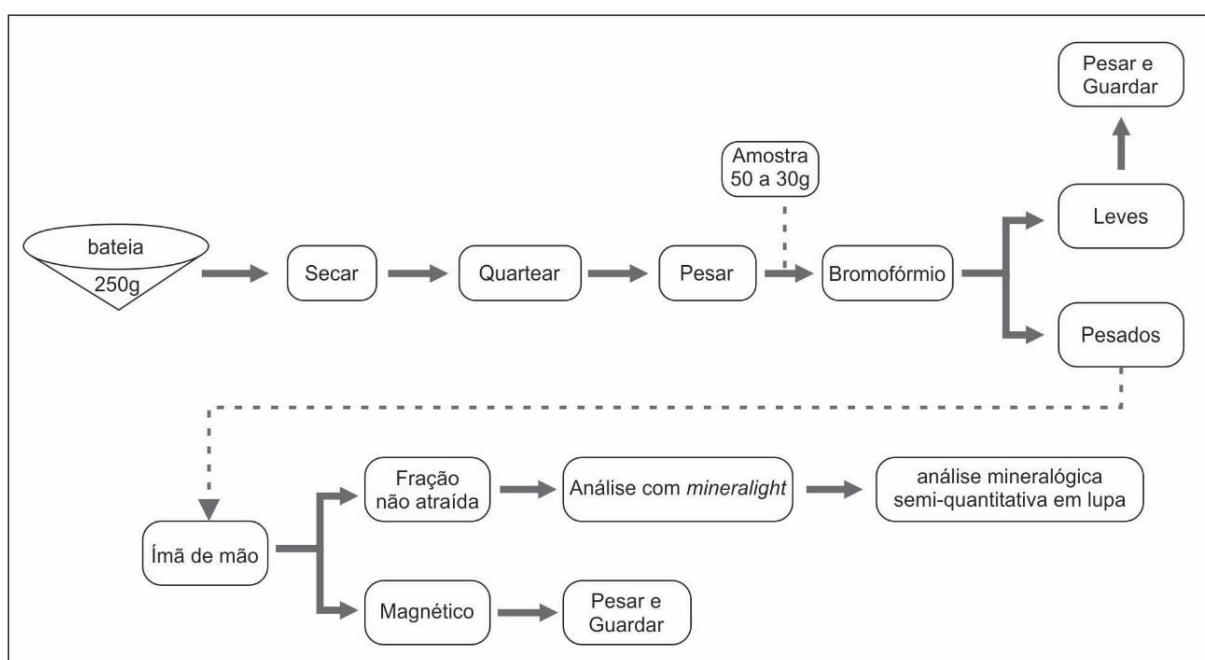 bateia
250g
Secar
Quartear
Pesar
Amostra
50 a 30g
Bromofórmio
Leves
Pesar e
Guardar
Pesados
Ímã de mão
Fração
não atraída
Análise com mineralight
análise mineralógica
semi-quantitativa em lupa
Magnético
Pesar e
Guardar